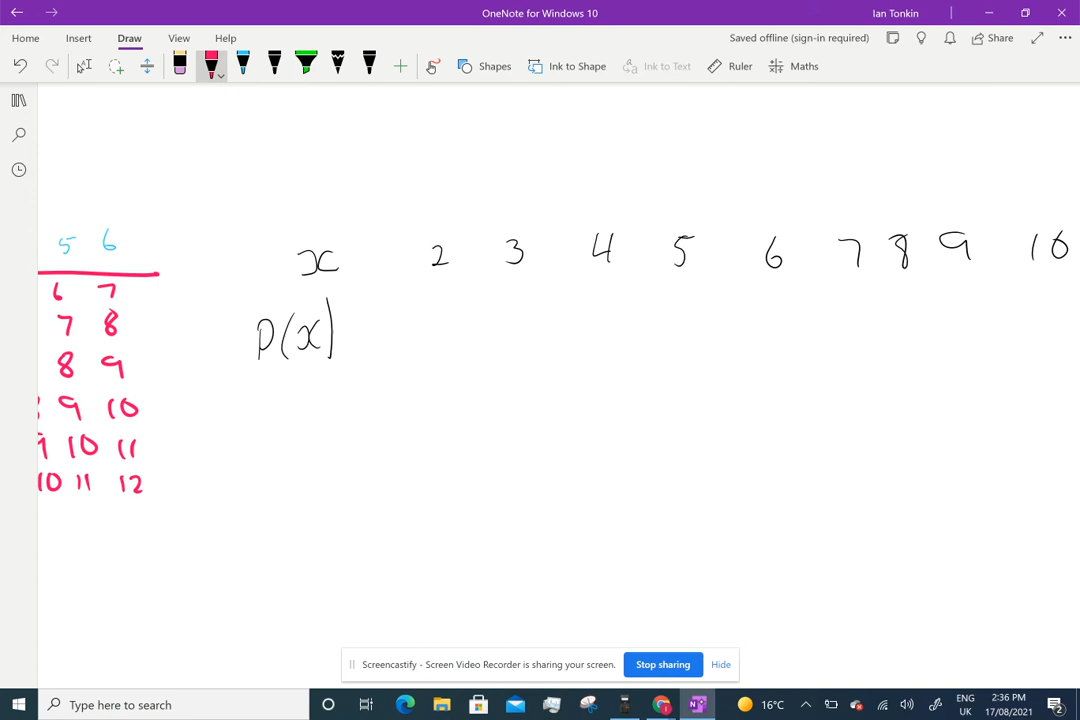 OneNote for Windows 10
Ian Tonkin
Home Insert Draw View Help
Saved offline (sign-in required)
Share
Shapes
Ink to Shape
Ink to Text
Ruler
Maths
5 6
6 7
7 8
8 9
9 10
9 10 11
10 11 12
x 2 3 4 5 6 7 8 9 10
P(x)
Screencastify - Screen Video Recorder is sharing your screen.
Stop sharing
Hide
Type here to search
16°C
ENG
UK
2:36 PM
17/08/2021
2